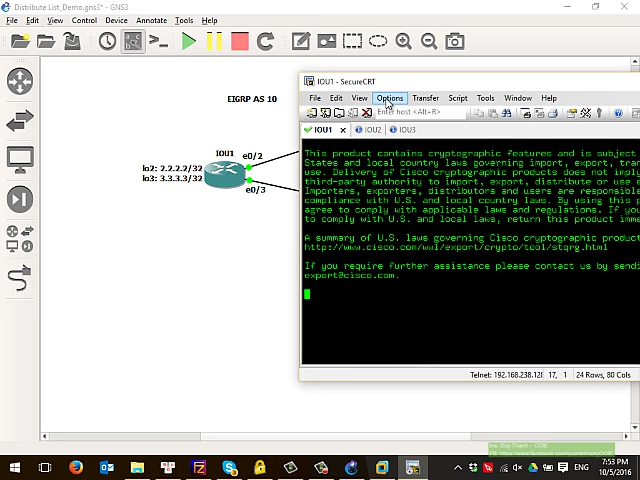 Distribute List_Demo.gns3* - GNS3
File Edit View Control Device Annotate Tools Help
EIGRP AS 10
IOU1
e0/2
lo2: 2.2.2.2/32
lo3: 3.3.3.3/32
e0/3
IOU1 - SecureCRT
File Edit View Options Transfer Script Tools Window Help
Enter host <Alt+R>
IOU1 IOU2 IOU3
This product contains cryptographic features and is subject
States and local country laws governing import, export, tran
use. Delivery of Cisco cryptographic products does not imply
third-party authority to import, export, distribute or use e
Importers, exporters, distributors and users are responsible
compliance with U.S. and local country laws. By using this p
agree to comply with applicable laws and regulations. If you
to comply with U.S. and local laws, return this product imme
A summary of U.S. laws governing Cisco cryptographic product
http://www.cisco.com/wwl/export/crypto/tool/stqrg.html
If you require further assistance please contact us by sendi
export@cisco.com.
Telnet: 192.168.238.128 17, 1 24 Rows, 80 Cols
ENG
7:53 PM
10/5/2016